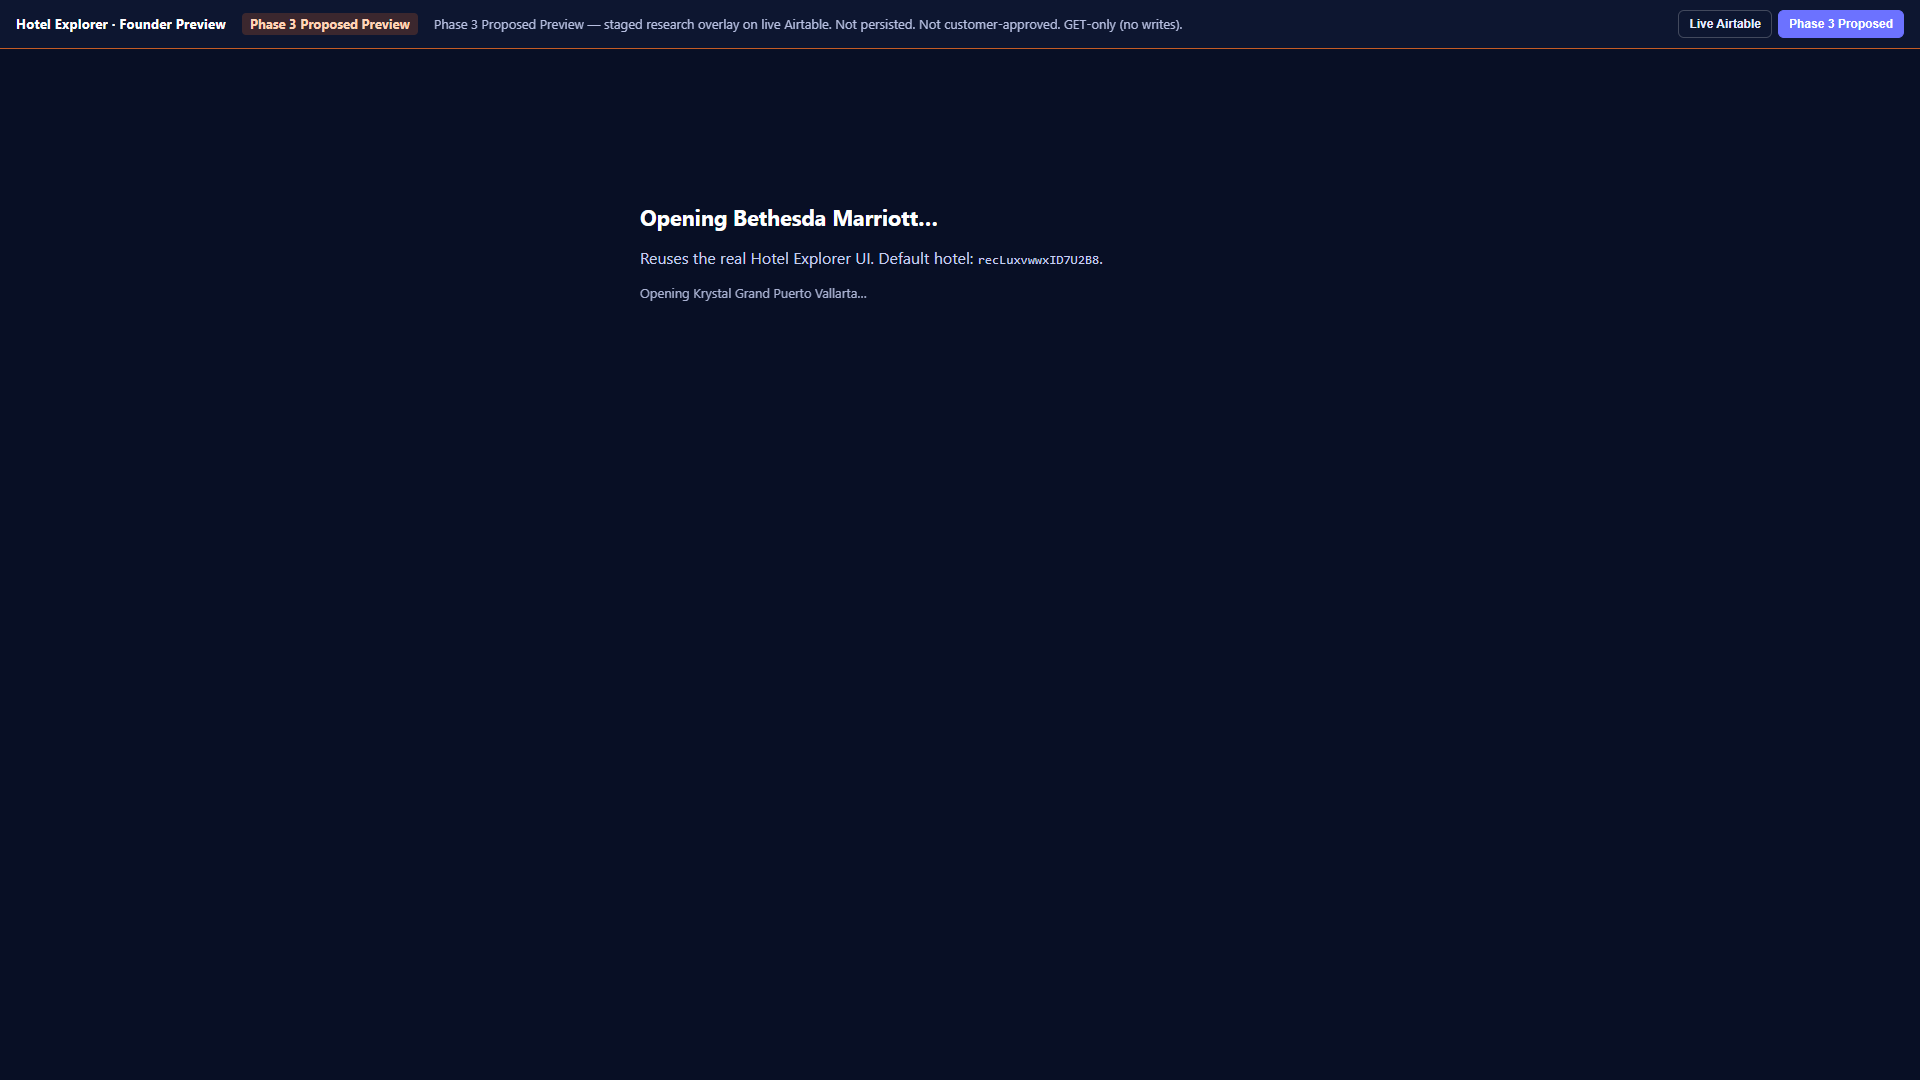 Hotel Explorer · Founder Preview
Phase 3 Proposed Preview
Phase 3 Proposed Preview — staged research overlay on live Airtable. Not persisted. Not customer-approved. GET-only (no writes).
Live Airtable
Phase 3 Proposed
Opening Bethesda Marriott…
Reuses the real Hotel Explorer UI. Default hotel: recLuxvwwxID7U2B8.
Opening Krystal Grand Puerto Vallarta…